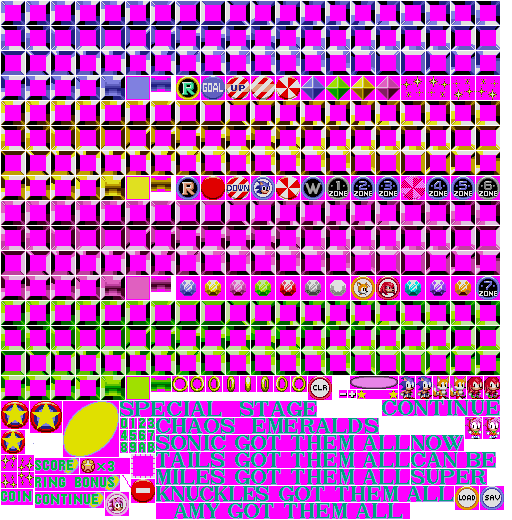 R GOAL UP
R DOWN W 1 ZONE 2 ZONE 3 ZONE 4 ZONE 5 ZONE 6 ZONE
7 ZONE
CLR
SPECIAL STAGE CONTINUE
CHAOS EMERALDS
SONIC GOT THEM ALL NOW
TAILS GOT THEM ALL CAN BE
SCORE ×3 MILES GOT THEM ALL SUPER
RING BONUS KNUCKLES GOT THEM ALL LOAD SAV
COIN CONTINUE AMY GOT THEM ALL